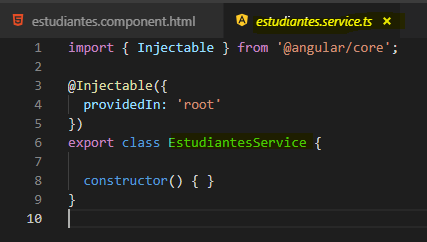 estudiantes.component.html
estudiantes.service.ts ×
1 import { Injectable } from '@angular/core';
2
3 @Injectable({
4   providedIn: 'root'
5 })
6 export class EstudiantesService {
7
8   constructor() { }
9 }
10